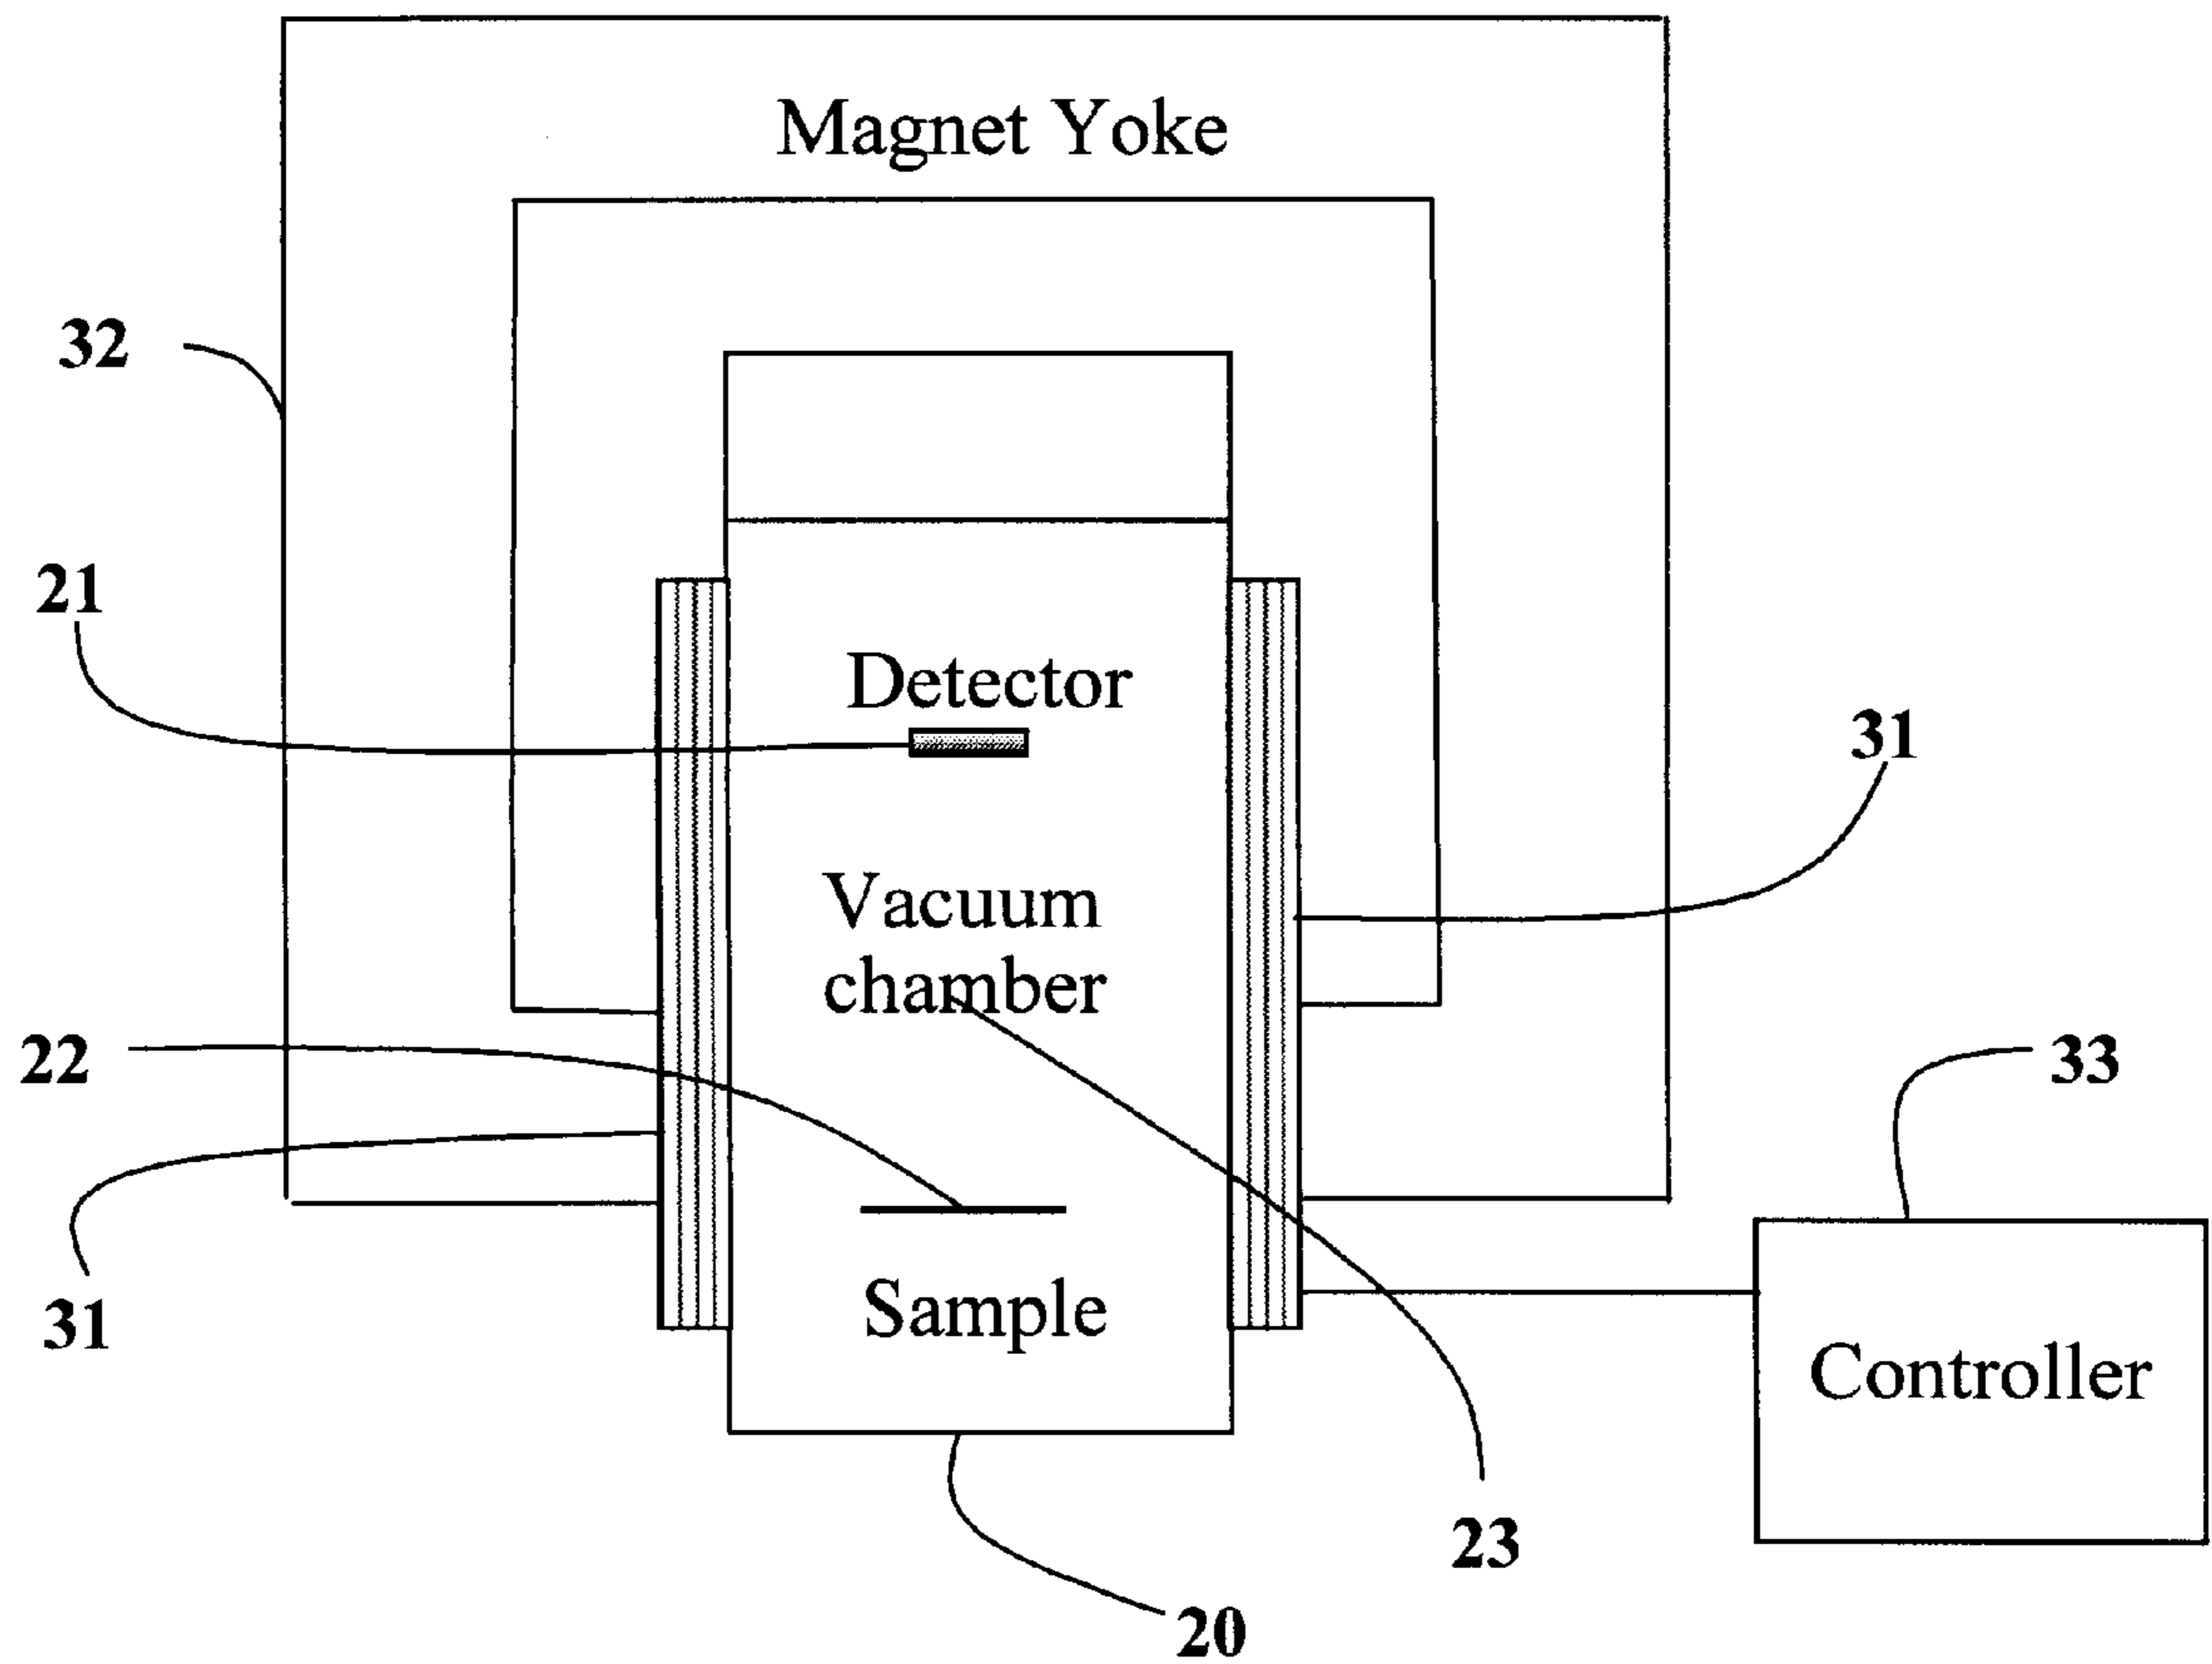 Magnet Yoke
32
21
Detector
31
Vacuum
chamber
22
33
31
Sample
Controller
23
20